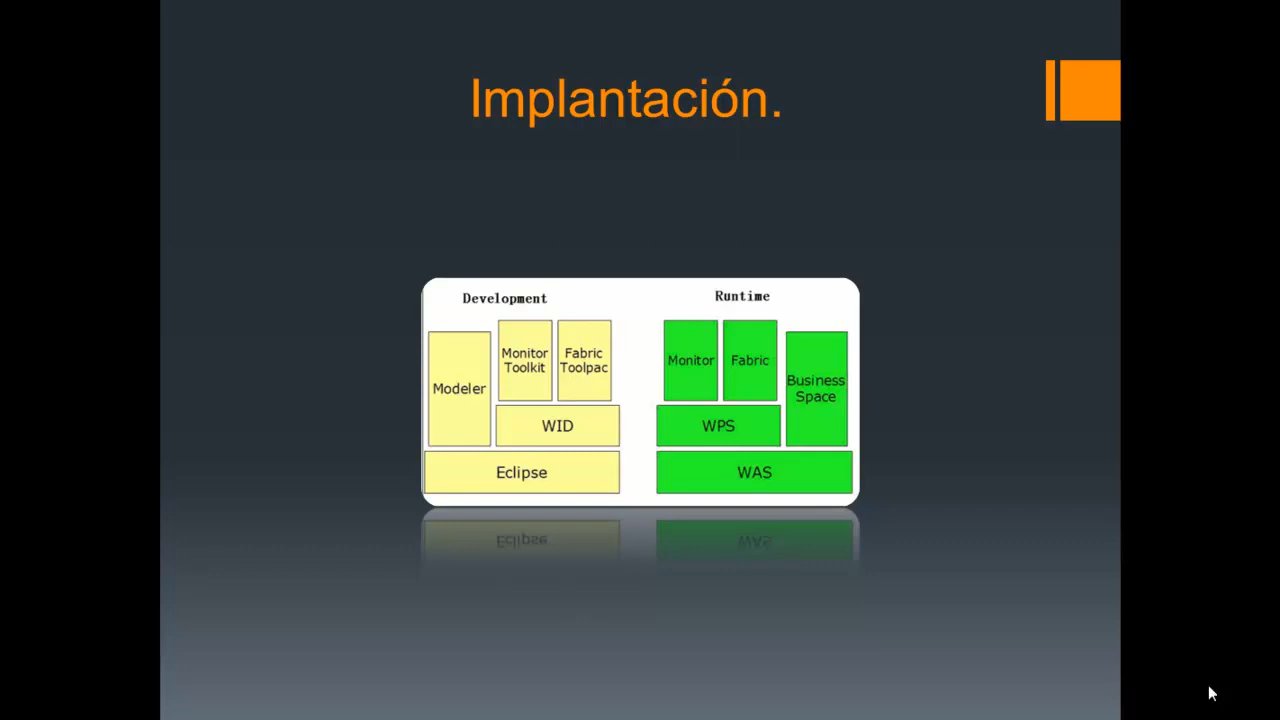 Implantación.
Development
Modeler
Monitor
Toolkit
Fabric
Toolpac
WID
Eclipse
Runtime
Monitor
Fabric
Business
Space
WPS
WAS